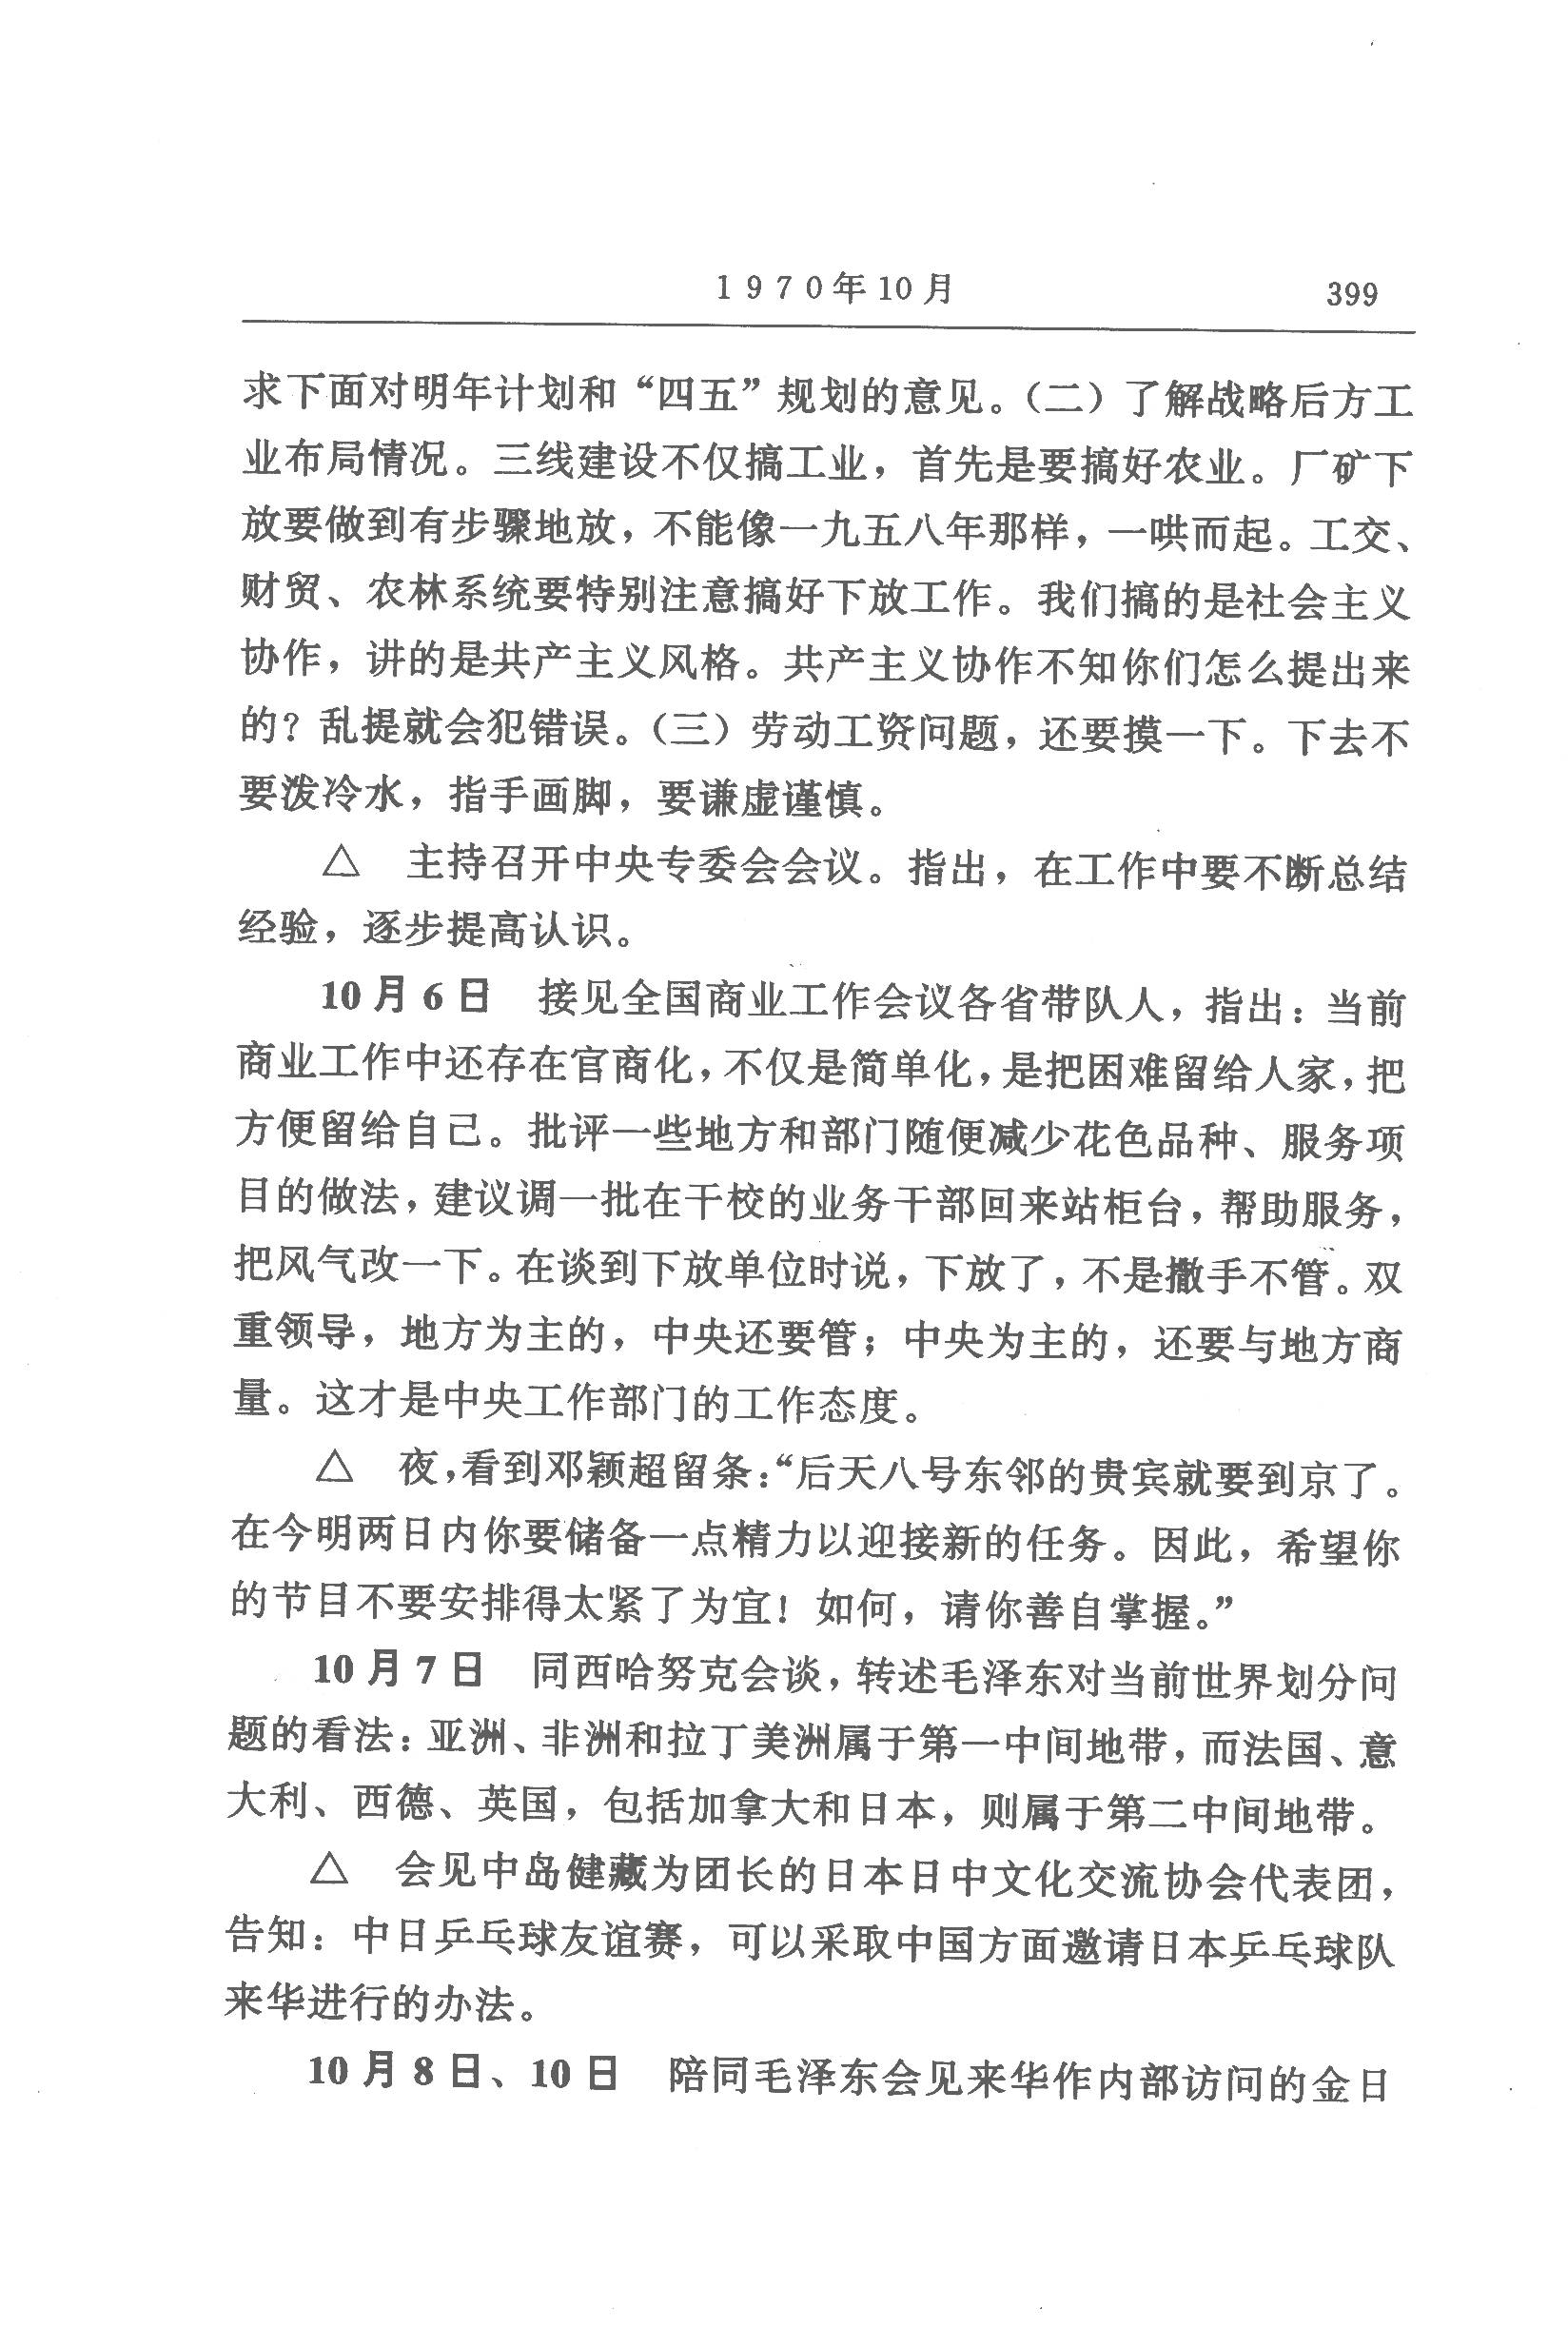 1970年10月 399
求下面对明年计划和“四五”规划的意见。（二）了解战略后方工
业布局情况。三线建设不仅搞工业，首先是要搞好农业。厂矿下
放要做到有步骤地放，不能像一九五八年那样，一哄而起。工交、
财贸、农林系统要特别注意搞好下放工作。我们搞的是社会主义
协作，讲的是共产主义风格。共产主义协作不知你们怎么提出来
的？乱提就会犯错误。（三）劳动工资问题，还要摸一下。下去不
要泼冷水，指手画脚，要谦虚谨慎。
△ 主持召开中央专委会会议。指出，在工作中要不断总结
经验，逐步提高认识。
10月6日 接见全国商业工作会议各省带队人，指出：当前
商业工作中还存在官商化，不仅是简单化，是把困难留给人家，把
方便留给自己。批评一些地方和部门随便减少花色品种、服务项
目的做法，建议调一批在干校的业务干部回来站柜台，帮助服务，
把风气改一下。在谈到下放单位时说，下放了，不是撒手不管。双
重领导，地方为主的，中央还要管；中央为主的，还要与地方商
量。这才是中央工作部门的工作态度。
△ 夜，看到邓颖超留条：“后天八号东邻的贵宾就要到京了。
在今明两日内你要储备一点精力以迎接新的任务。因此，希望你
的节目不要安排得太紧了为宜！如何，请你善自掌握。”
10月7日 同西哈努克会谈，转述毛泽东对当前世界划分问
题的看法：亚洲、非洲和拉丁美洲属于第一中间地带，而法国、意
大利、西德、英国，包括加拿大和日本，则属于第二中间地带。
△ 会见中岛健藏为团长的日本日中文化交流协会代表团，
告知：中日乒乓球友谊赛，可以采取中国方面邀请日本乒乓球队
来华进行的办法。
10月8日、10日 陪同毛泽东会见来华作内部访问的金日